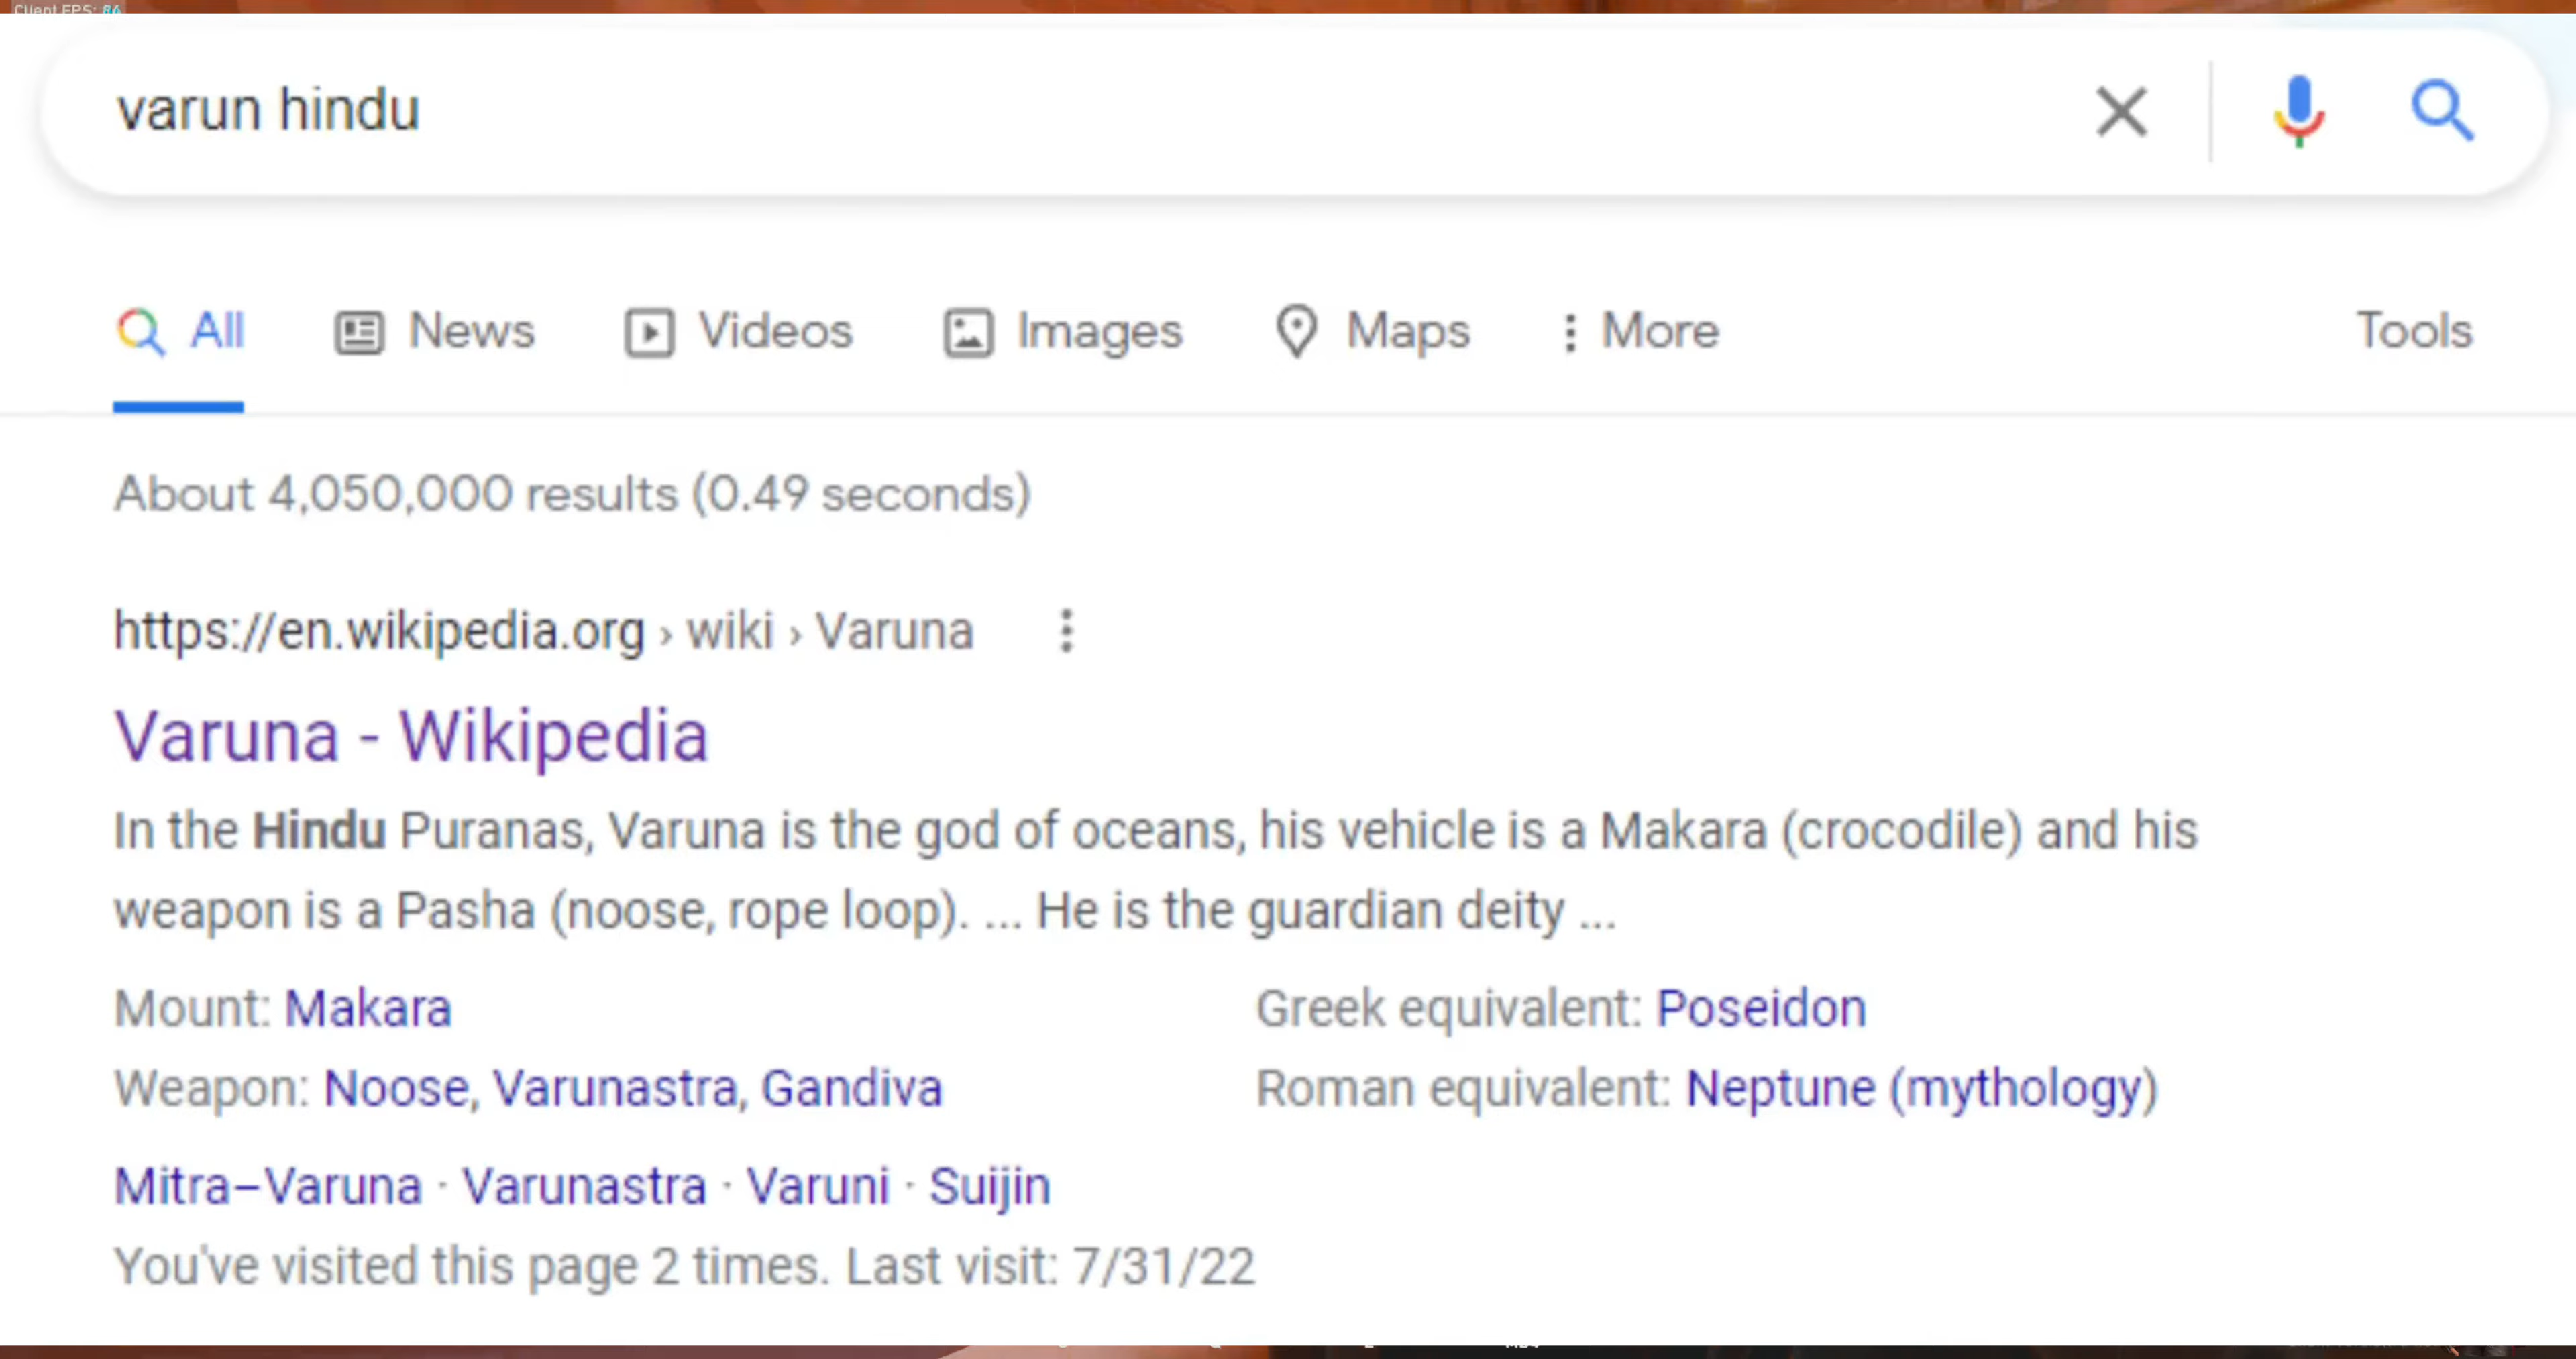 Client FPS: 86
varun hindu
All News Videos Images Maps More Tools
About 4,050,000 results (0.49 seconds)
https://en.wikipedia.org › wiki › Varuna
Varuna - Wikipedia
In the Hindu Puranas, Varuna is the god of oceans, his vehicle is a Makara (crocodile) and his
weapon is a Pasha (noose, rope loop). ... He is the guardian deity ...
Mount: Makara Greek equivalent: Poseidon
Weapon: Noose, Varunastra, Gandiva Roman equivalent: Neptune (mythology)
Mitra–Varuna · Varunastra · Varuni · Suijin
You've visited this page 2 times. Last visit: 7/31/22